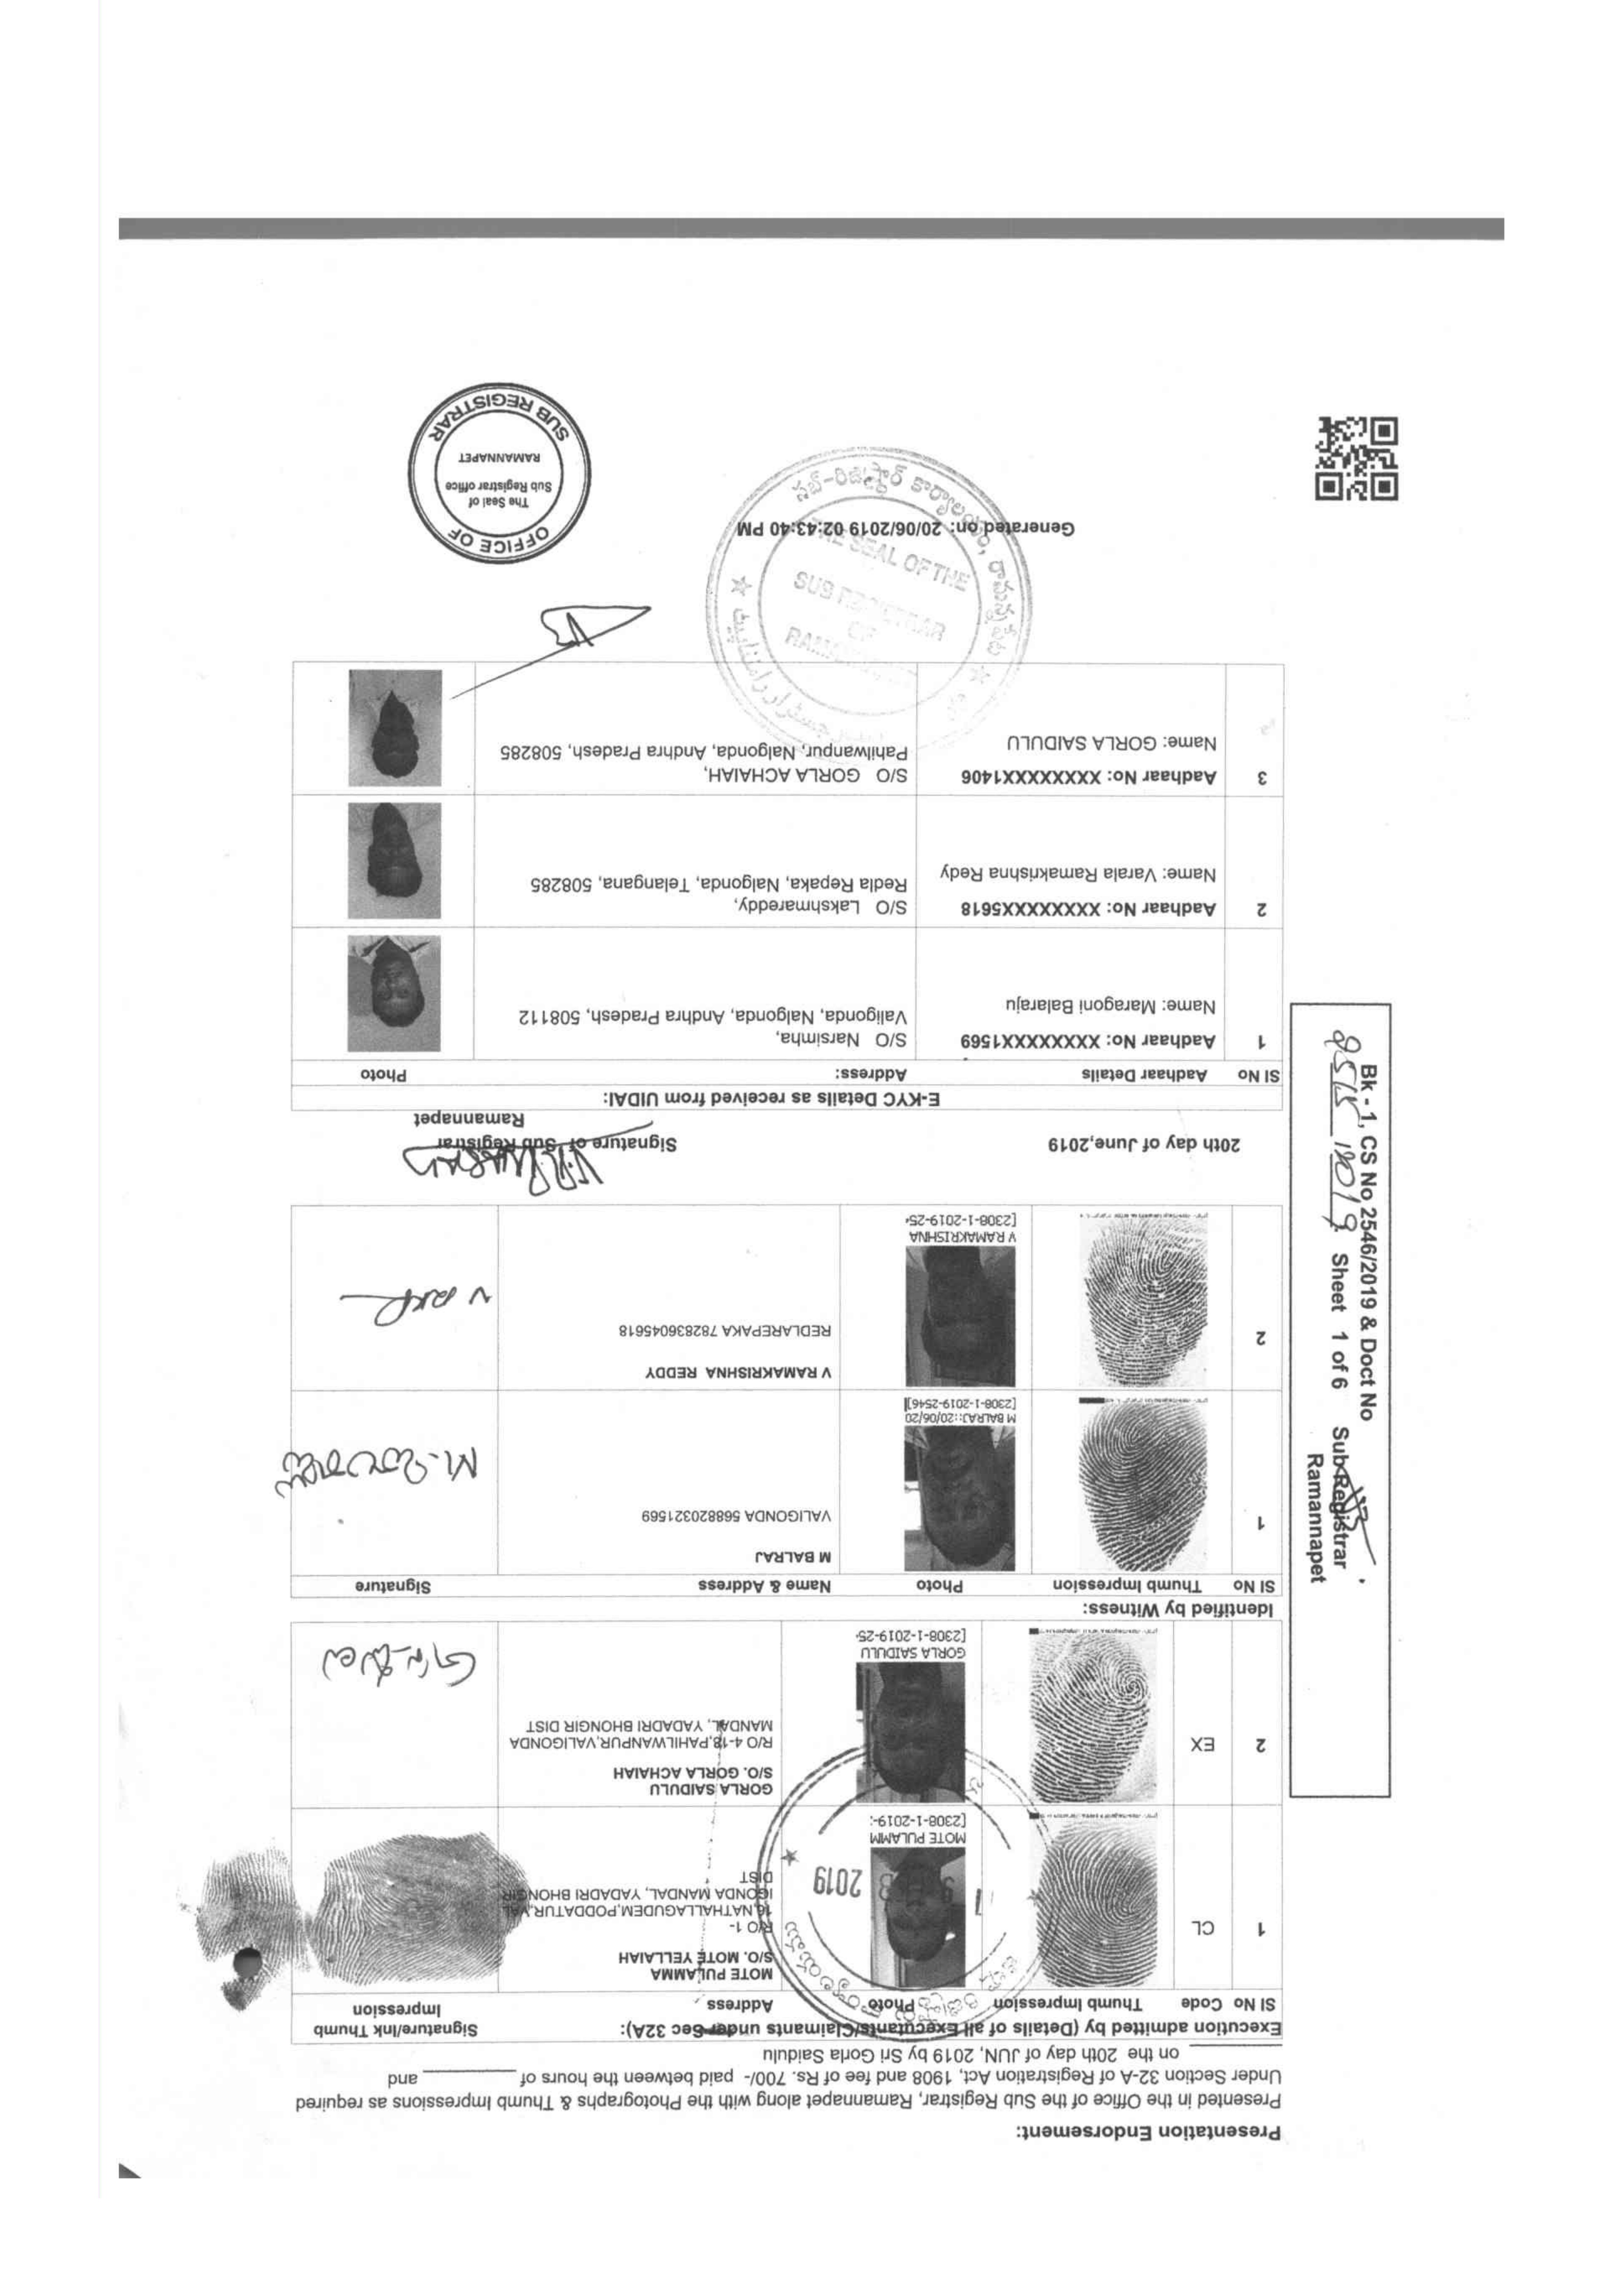 Presentation Endorsement:
Presented in the Office of the Sub Registrar, Ramannapet along with the Photographs & Thumb Impressions as required
Under Section 32-A of Registration Act, 1908 and fee of Rs. 700/- paid between the hours of ______ and
______ on the 20th day of JUN, 2019 by Sri Gorla Saidulu
Execution admitted by (Details of all Executants/Claimants under Sec 32A):
Sl No Code Thumb Impression Photo Address Signature/Ink Thumb Impression
1 CL
MOTE PULAMM
[2308-1-2019-:
MOTE PULAMMA
S/O. MOTE YELLAIAH
R/O 1-
16,NATHALLAGUDEM,PODDATUR,VAL
IGONDA MANDAL, YADADRI BHONGIR
DIST
2019
2 EX
GORLA SAIDULU
[2308-1-2019-25
GORLA SAIDULU
S/O. GORLA ACHAIAH
R/O 4-18,PAHILWANPUR,VALIGONDA
MANDAL, YADADRI BHONGIR DIST
Identified by Witness:
Sl No Thumb Impression Photo Name & Address Signature
1
M BALRAJ::20/06/20
[2308-1-2019-2546]
M BALRAJ
VALIGONDA 568820321569
2
V RAMAKRISHNA
[2308-1-2019-25
V RAMAKRISHNA REDDY
REDLAREPAKA 782836045618
20th day of June,2019
Signature of Sub Registrar
Ramannapet
E-KYC Details as received from UIDAI:
Sl No Aadhaar Details Address: Photo
1 Aadhaar No: XXXXXXXX1569
Name: Maragoni Balaraju
S/O Narsimha,
Valigonda, Nalgonda, Andhra Pradesh, 508112
2 Aadhaar No: XXXXXXXX5618
Name: Varala Ramakrishna Redy
S/O Lakshmareddy,
Redla Repaka, Nalgonda, Telangana, 508285
3 Aadhaar No: XXXXXXXX1406
Name: GORLA SAIDULU
S/O GORLA ACHAIAH,
Pahilwanpur, Nalgonda, Andhra Pradesh, 508285
Generated on: 20/06/2019 02:43:40 PM
THE SEAL OF THE
SUB REGISTRAR
OF
OFFICE OF
The Seal of
Sub Registrar office
RAMANNAPET
SUB REGISTRAR
Bk - 1, CS No 2546/2019 & Doct No
Sheet 1 of 6 Sub Registrar
Ramannapet